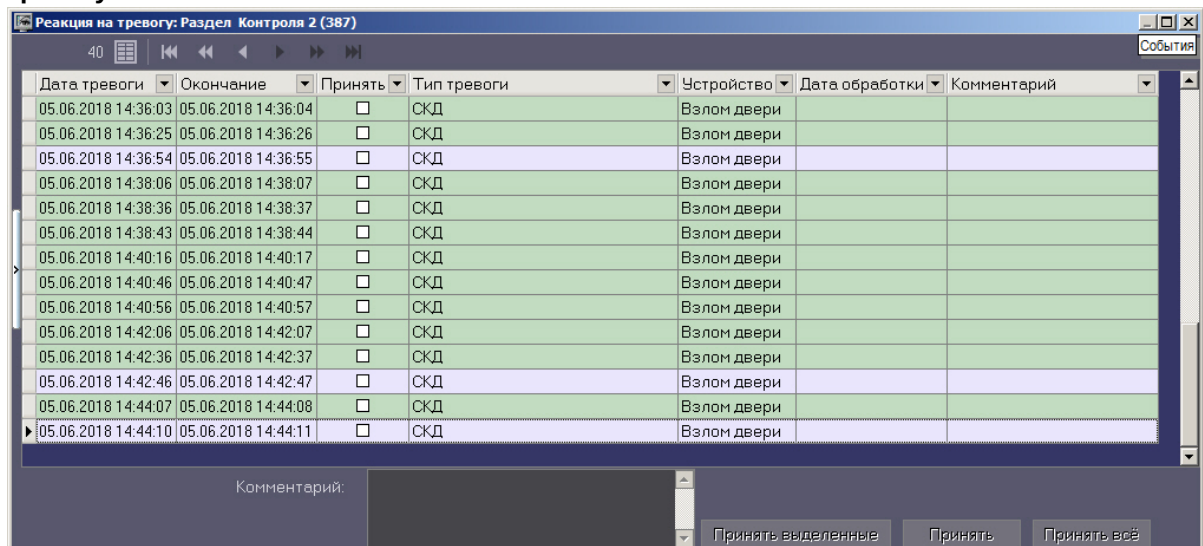 Реакция на тревогу: Раздел Контроля 2 (387)
События
40
Дата тревоги Окончание Принять Тип тревоги Устройство Дата обработки Комментарий
05.06.2018 14:36:03 05.06.2018 14:36:04 СКД Взлом двери
05.06.2018 14:36:25 05.06.2018 14:36:26 СКД Взлом двери
05.06.2018 14:36:54 05.06.2018 14:36:55 СКД Взлом двери
05.06.2018 14:38:06 05.06.2018 14:38:07 СКД Взлом двери
05.06.2018 14:38:36 05.06.2018 14:38:37 СКД Взлом двери
05.06.2018 14:38:43 05.06.2018 14:38:44 СКД Взлом двери
05.06.2018 14:40:16 05.06.2018 14:40:17 СКД Взлом двери
05.06.2018 14:40:46 05.06.2018 14:40:47 СКД Взлом двери
05.06.2018 14:40:56 05.06.2018 14:40:57 СКД Взлом двери
05.06.2018 14:42:06 05.06.2018 14:42:07 СКД Взлом двери
05.06.2018 14:42:36 05.06.2018 14:42:37 СКД Взлом двери
05.06.2018 14:42:46 05.06.2018 14:42:47 СКД Взлом двери
05.06.2018 14:44:07 05.06.2018 14:44:08 СКД Взлом двери
05.06.2018 14:44:10 05.06.2018 14:44:11 СКД Взлом двери
Комментарий:
Принять выделенные Принять Принять всё